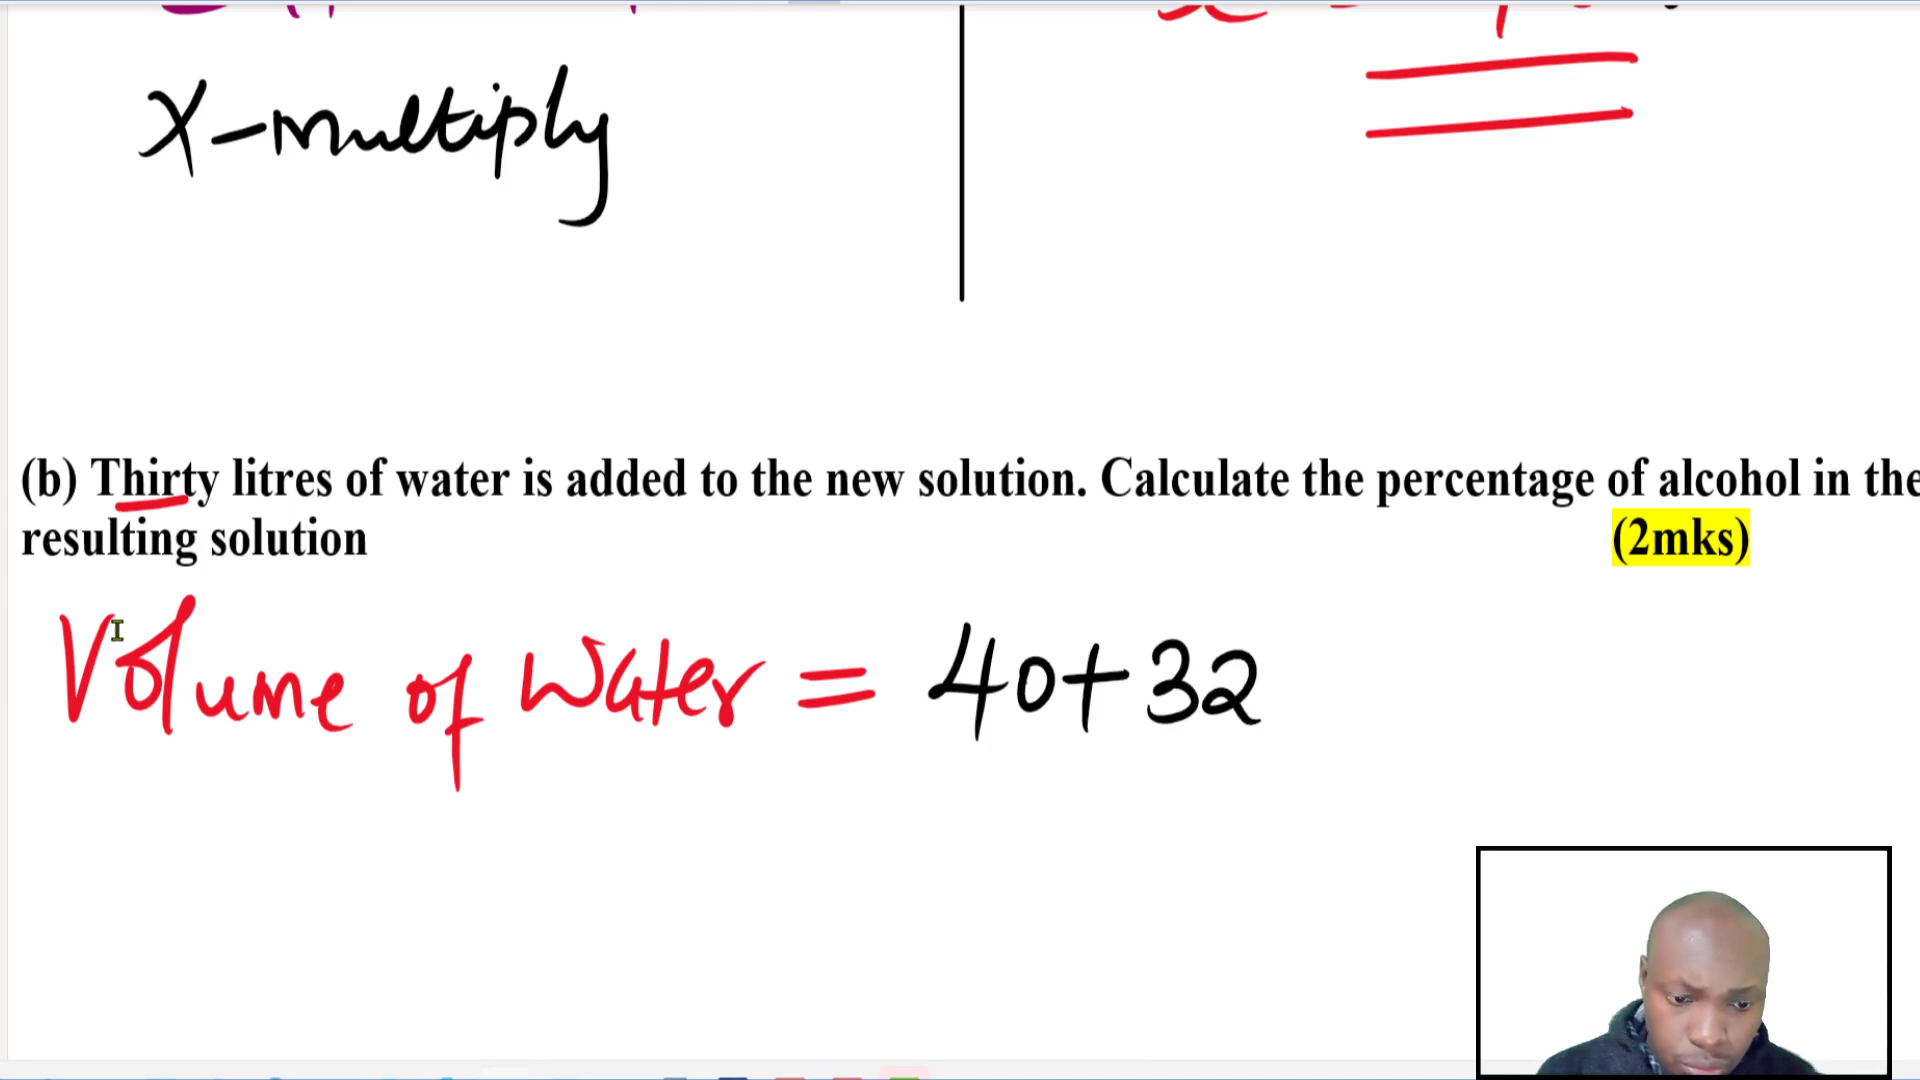 X-multiply
(b) Thirty litres of water is added to the new solution. Calculate the percentage of alcohol in the
resulting solution (2mks)
Volume of Water = 40+32